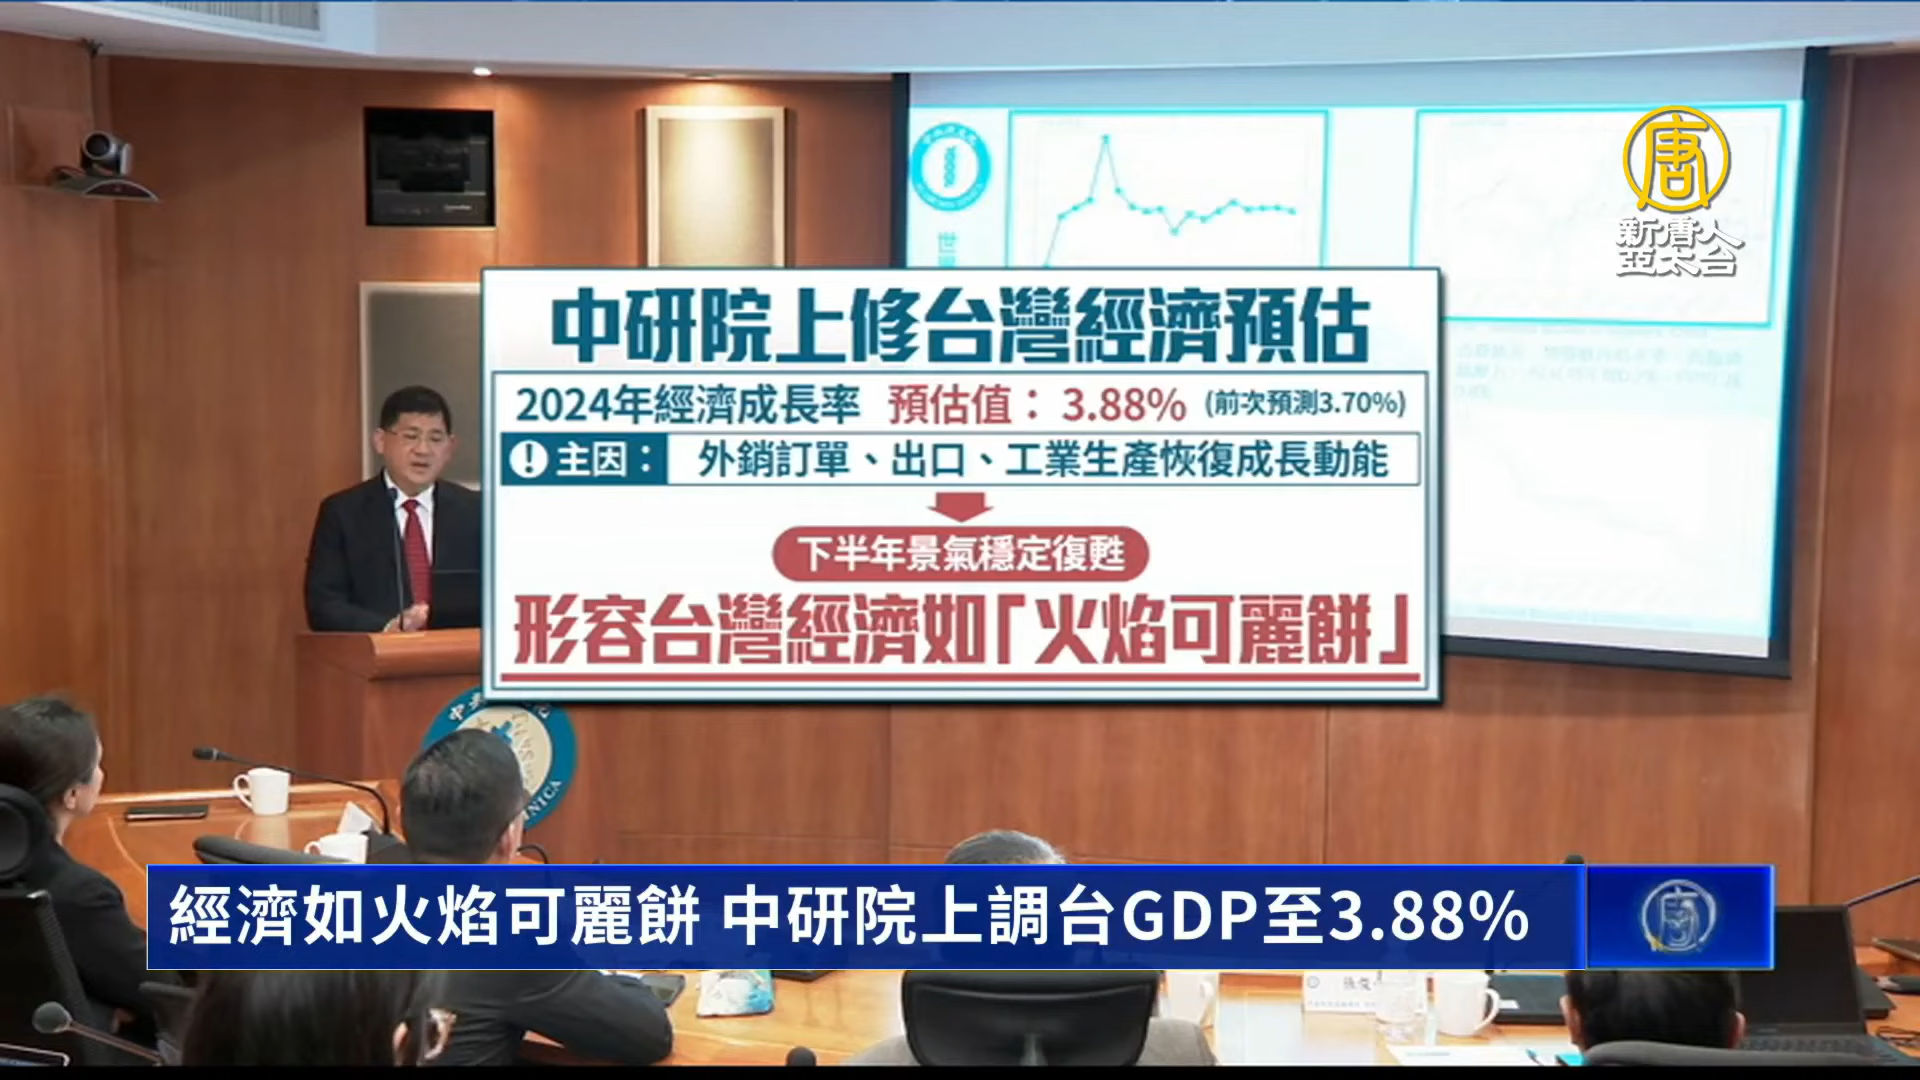 唐
新唐人
亞太台
世
中研院上修台灣經濟預估
2024年經濟成長率 預估值：3.88% (前次預測3.70%)
! 主因： 外銷訂單、出口、工業生產恢復成長動能
下半年景氣穩定復甦
形容台灣經濟如「火焰可麗餅」
經濟如火焰可麗餅 中研院上調台GDP至3.88%
唐